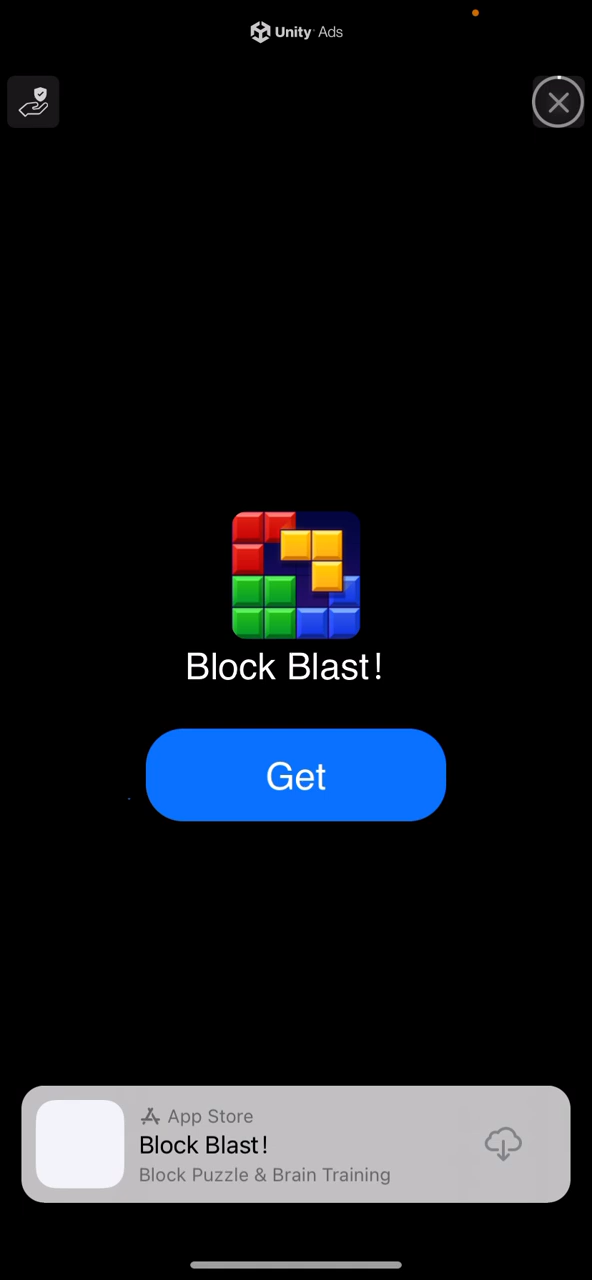 Unity Ads
Block Blast!
Get
App Store
Block Blast!
Block Puzzle & Brain Training